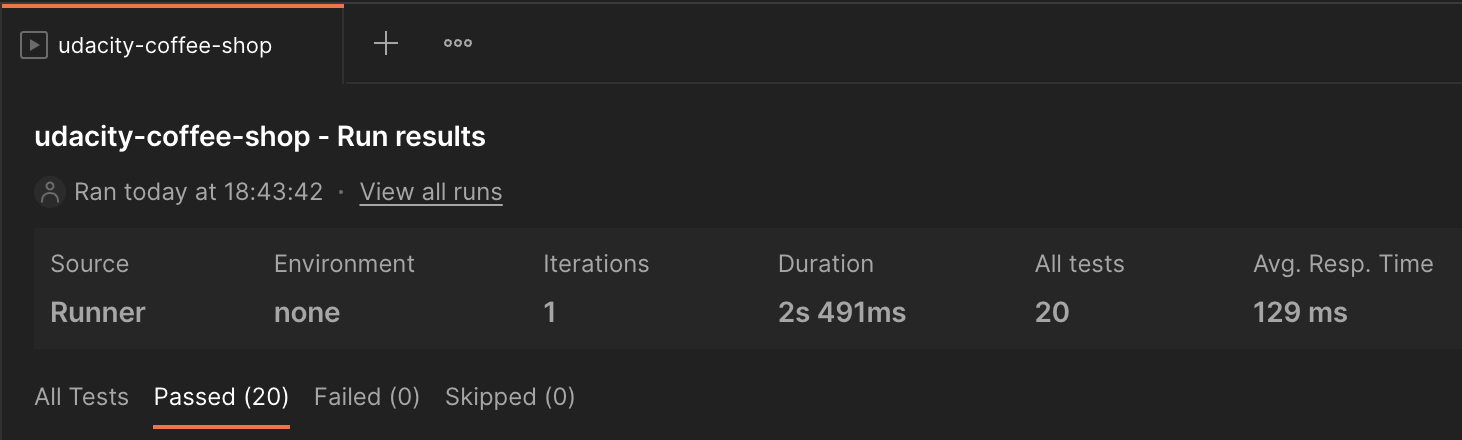 udacity-coffee-shop
udacity-coffee-shop - Run results
Ran today at 18:43:42 · View all runs
Source Environment Iterations Duration All tests Avg. Resp. Time
Runner none 1 2s 491ms 20 129 ms
All Tests Passed (20) Failed (0) Skipped (0)